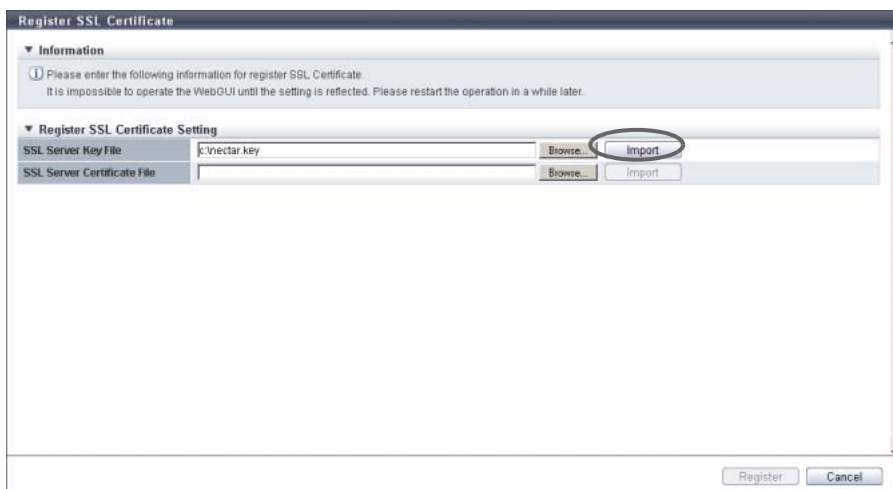 Register SSL Certificate
▼ Information
Please enter the following information for register SSL Certificate.
It is impossible to operate the WebGUI until the setting is reflected. Please restart the operation in a while later.
▼ Register SSL Certificate Setting
SSL Server Key File c:\nectar.key Browse... Import
SSL Server Certificate File Browse... Import
Register Cancel